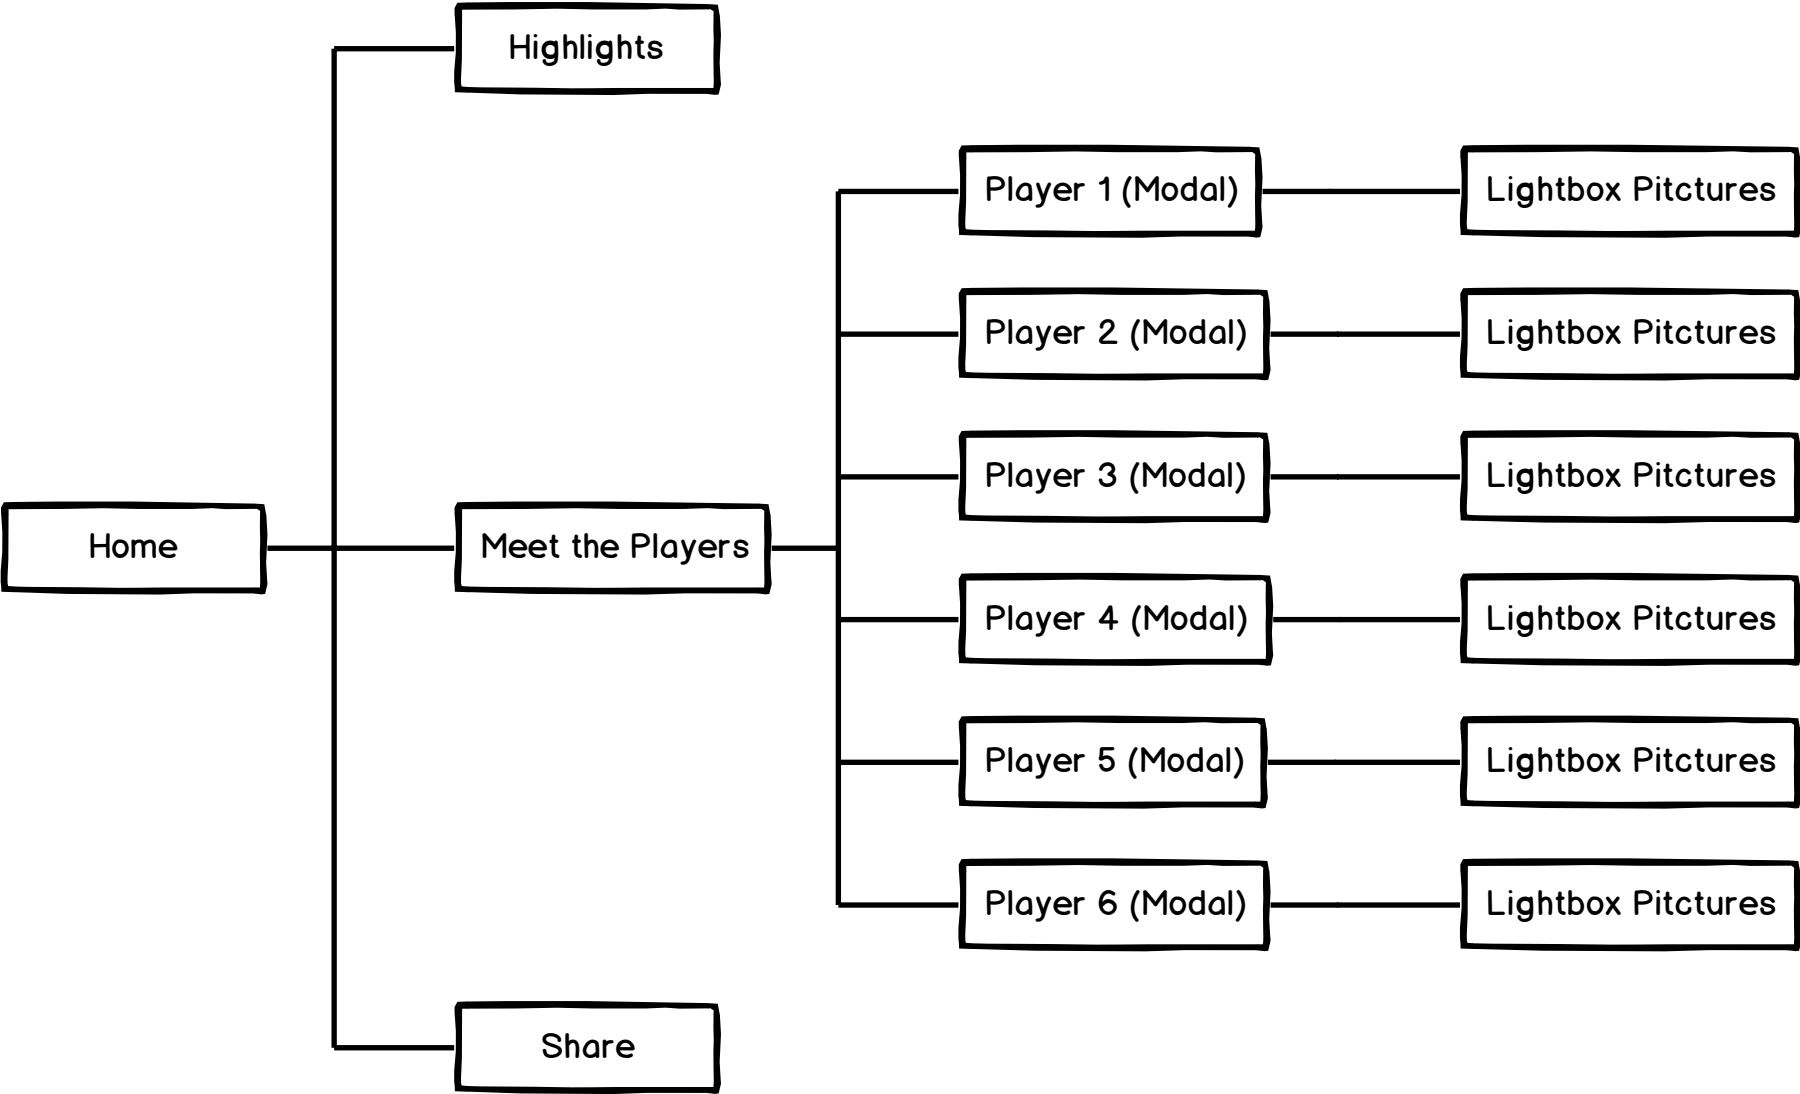 Highlights
Player 1 (Modal)
Lightbox Pitctures
Player 2 (Modal)
Lightbox Pitctures
Player 3 (Modal)
Lightbox Pitctures
Home
Meet the Players
Player 4 (Modal)
Lightbox Pitctures
Player 5 (Modal)
Lightbox Pitctures
Player 6 (Modal)
Lightbox Pitctures
Share